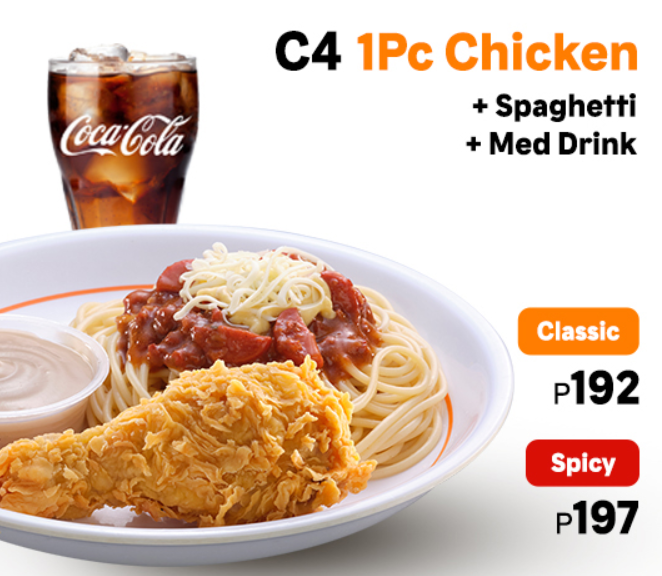 C4 1Pc Chicken
+ Spaghetti
+ Med Drink
Coca-Cola
Classic
P192
Spicy
P197